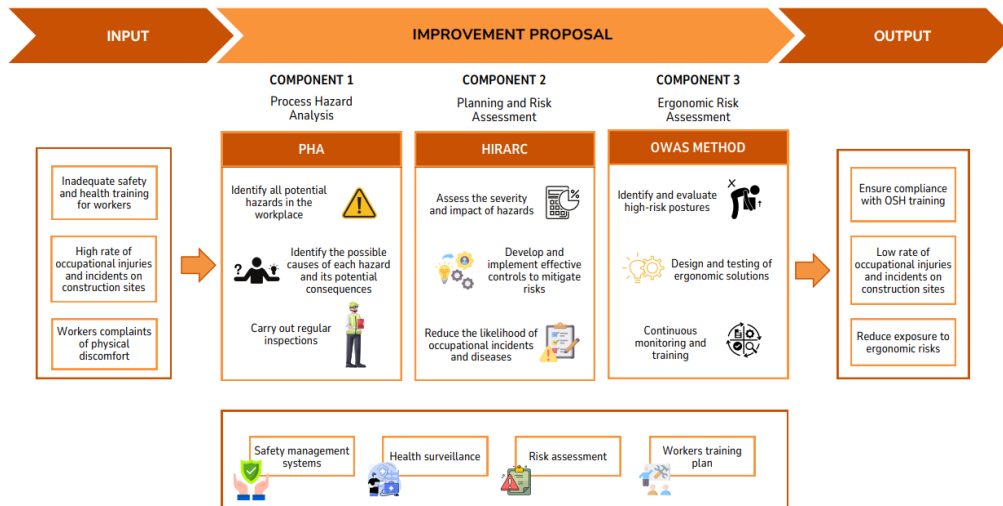 INPUT
IMPROVEMENT PROPOSAL
OUTPUT
COMPONENT 1
Process Hazard
Analysis
COMPONENT 2
Planning and Risk
Assessment
COMPONENT 3
Ergonomic Risk
Assessment
Inadequate safety
and health training
for workers
High rate of
occupational injuries
and incidents on
construction sites
Workers complaints
of physical
discomfort
PHA
Identify all potential
hazards in the
workplace
Identify the possible
causes of each hazard
and its potential
consequences
Carry out regular
inspections
HIRARC
Assess the severity
and impact of hazards
Develop and
implement effective
controls to mitigate
risks
Reduce the likelihood of
occupational incidents
and diseases
OWAS METHOD
Identify and evaluate
high-risk postures
Design and testing of
ergonomic solutions
Continuous
monitoring and
training
Ensure compliance
with OSH training
Low rate of
occupational injuries
and incidents on
construction sites
Reduce exposure to
ergonomic risks
Safety management
systems
Health surveillance
Risk assessment
Workers training
plan